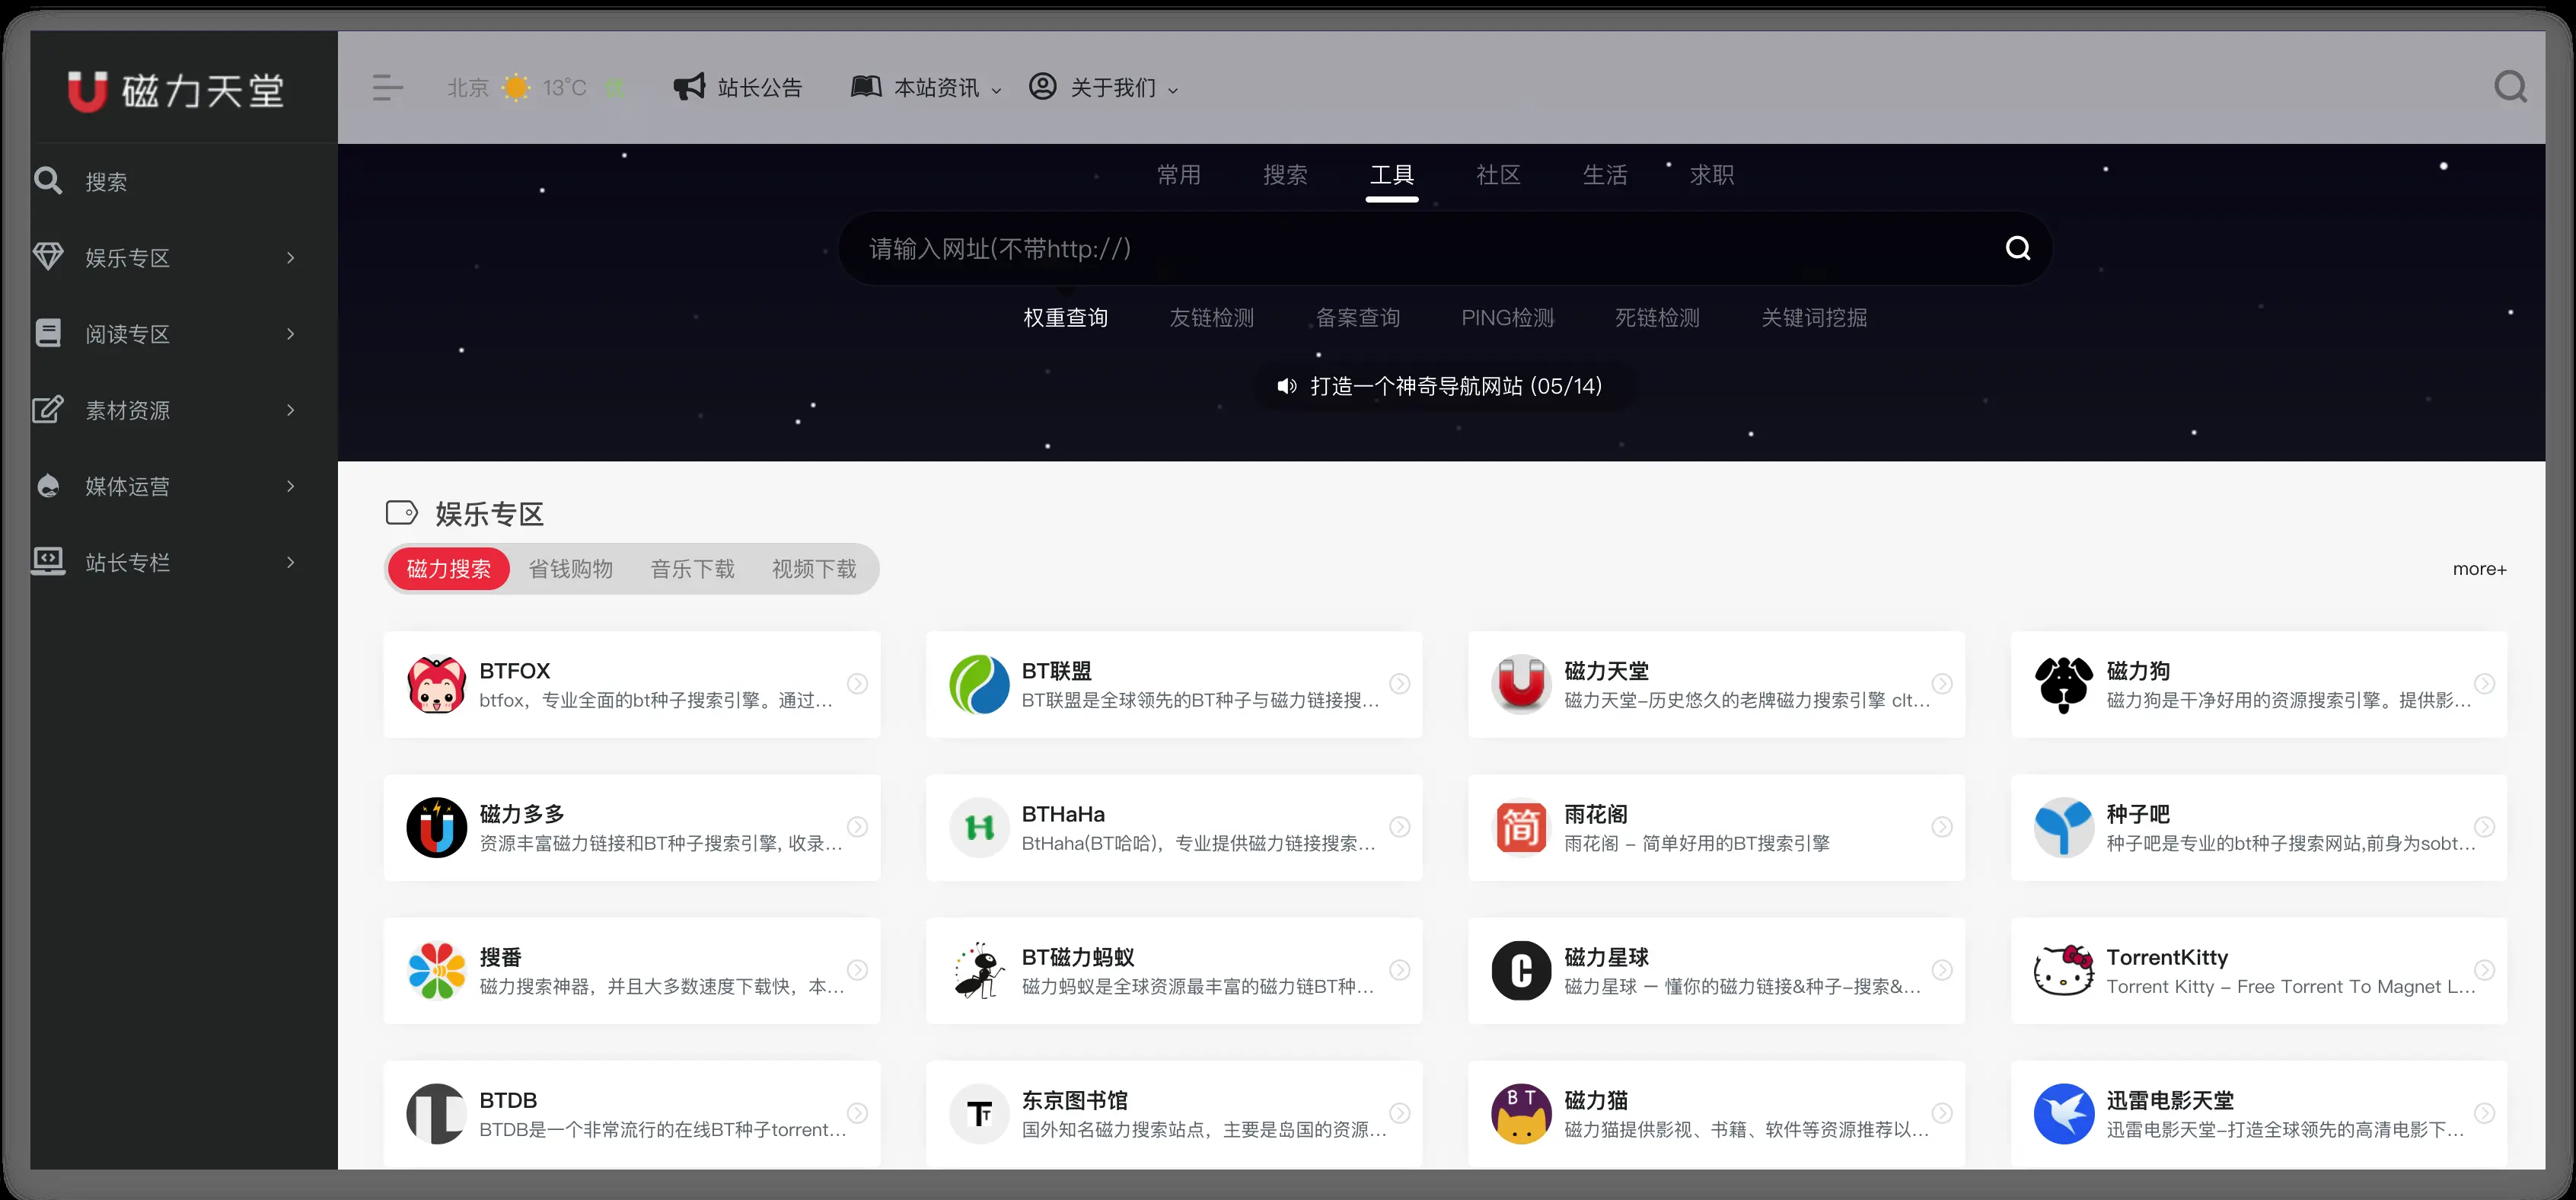 磁力天堂
北京 13°C 优 站长公告 本站资讯 关于我们
搜索
娱乐专区
阅读专区
素材资源
媒体运营
站长专栏
常用 搜索 工具 社区 生活 求职
请输入网址(不带http://)
权重查询 友链检测 备案查询 PING检测 死链检测 关键词挖掘
打造一个神奇导航网站 (05/14)
娱乐专区
磁力搜索 省钱购物 音乐下载 视频下载 more+
BTFOX
btfox，专业全面的bt种子搜索引擎。通过...
BT联盟
BT联盟是全球领先的BT种子与磁力链接搜...
磁力天堂
磁力天堂-历史悠久的老牌磁力搜索引擎 clt...
磁力狗
磁力狗是干净好用的资源搜索引擎。提供影...
磁力多多
资源丰富磁力链接和BT种子搜索引擎, 收录...
BTHaHa
BtHaha(BT哈哈)，专业提供磁力链接搜索...
简
雨花阁
雨花阁 - 简单好用的BT搜索引擎
种子吧
种子吧是专业的bt种子搜索网站,前身为sobt...
搜番
磁力搜索神器，并且大多数速度下载快，本...
BT磁力蚂蚁
磁力蚂蚁是全球资源最丰富的磁力链BT种...
C
磁力星球
磁力星球 — 懂你的磁力链接&种子-搜索&...
TorrentKitty
Torrent Kitty - Free Torrent To Magnet L...
BTDB
BTDB是一个非常流行的在线BT种子torrent...
东京图书馆
国外知名磁力搜索站点，主要是岛国的资源...
BT
磁力猫
磁力猫提供影视、书籍、软件等资源推荐以...
迅雷电影天堂
迅雷电影天堂-打造全球领先的高清电影下...